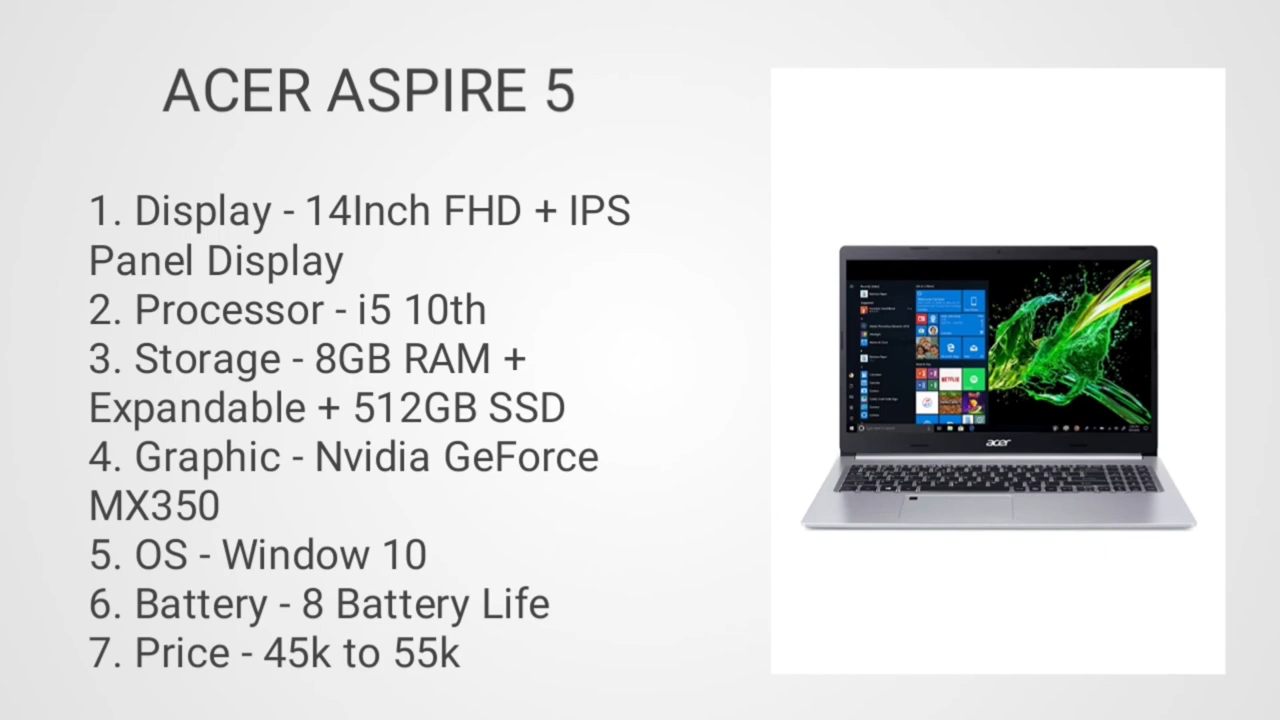 ACER ASPIRE 5
1. Display - 14Inch FHD + IPS
Panel Display
2. Processor - i5 10th
3. Storage - 8GB RAM +
Expandable + 512GB SSD
4. Graphic - Nvidia GeForce
MX350
5. OS - Window 10
6. Battery - 8 Battery Life
7. Price - 45k to 55k
NETFLIX
acer